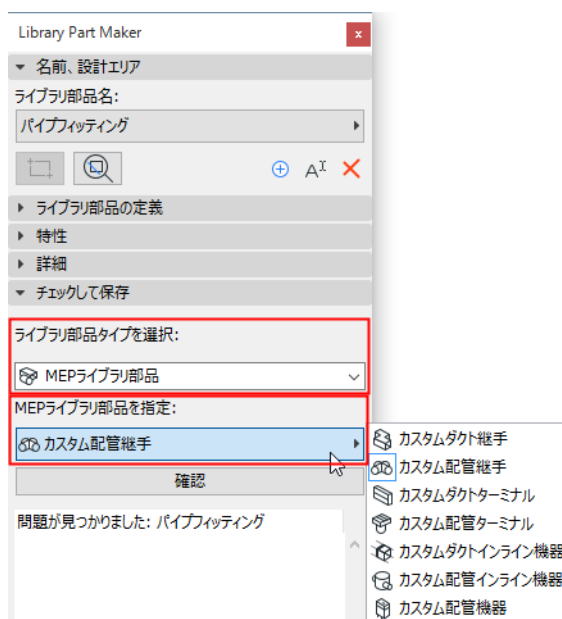 Library Part Maker
x
名前、設計エリア
ライブラリ部品名:
パイプフィッティング
AI
ライブラリ部品の定義
特性
詳細
チェックして保存
ライブラリ部品タイプを選択:
MEPライブラリ部品
MEPライブラリ部品を指定:
カスタム配管継手
カスタムダクト継手
カスタム配管継手
カスタムダクトターミナル
カスタム配管ターミナル
カスタムダクトインライン機器
カスタム配管インライン機器
カスタム配管機器
確認
問題が見つかりました: パイプフィッティング